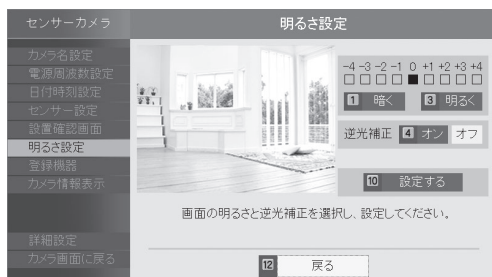 センサーカメラ
明るさ設定
カメラ名設定
電源周波数設定
日付時刻設定
センサー設定
設置確認画面
明るさ設定
登録機器
カメラ情報表示
詳細設定
カメラ画面に戻る
-4 -3 -2 -1 0 +1 +2 +3 +4
1 暗く 3 明るく
逆光補正 4 オン オフ
10 設定する
画面の明るさと逆光補正を選択し、設定してください。
12 戻る